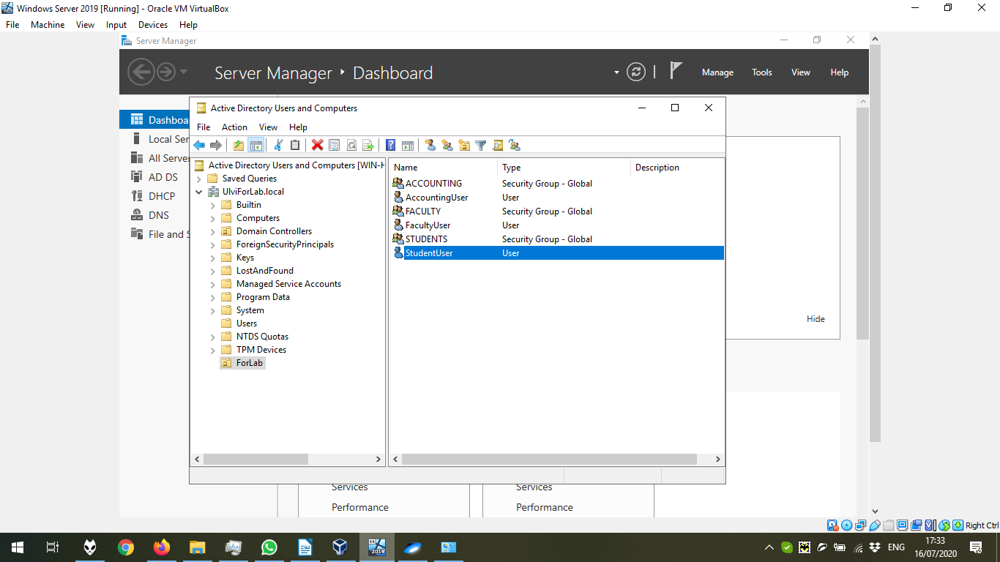 Windows Server 2019 [Running] - Oracle VM VirtualBox
File Machine View Input Devices Help
Server Manager
Server Manager Dashboard
Manage Tools View Help
Dashboa
Local Ser
All Server
AD DS
DHCP
DNS
File and S
Active Directory Users and Computers
File Action View Help
Active Directory Users and Computers [WIN-H
Saved Queries
UlviForLab.local
Builtin
Computers
Domain Controllers
ForeignSecurityPrincipals
Keys
LostAndFound
Managed Service Accounts
Program Data
System
Users
NTDS Quotas
TPM Devices
ForLab
Name Type Description
ACCOUNTING Security Group - Global
AccountingUser User
FACULTY Security Group - Global
FacultyUser User
STUDENTS Security Group - Global
StudentUser User
Hide
Services Services
Performance Performance
Right Ctrl
64
2019
ENG
17:33
16/07/2020